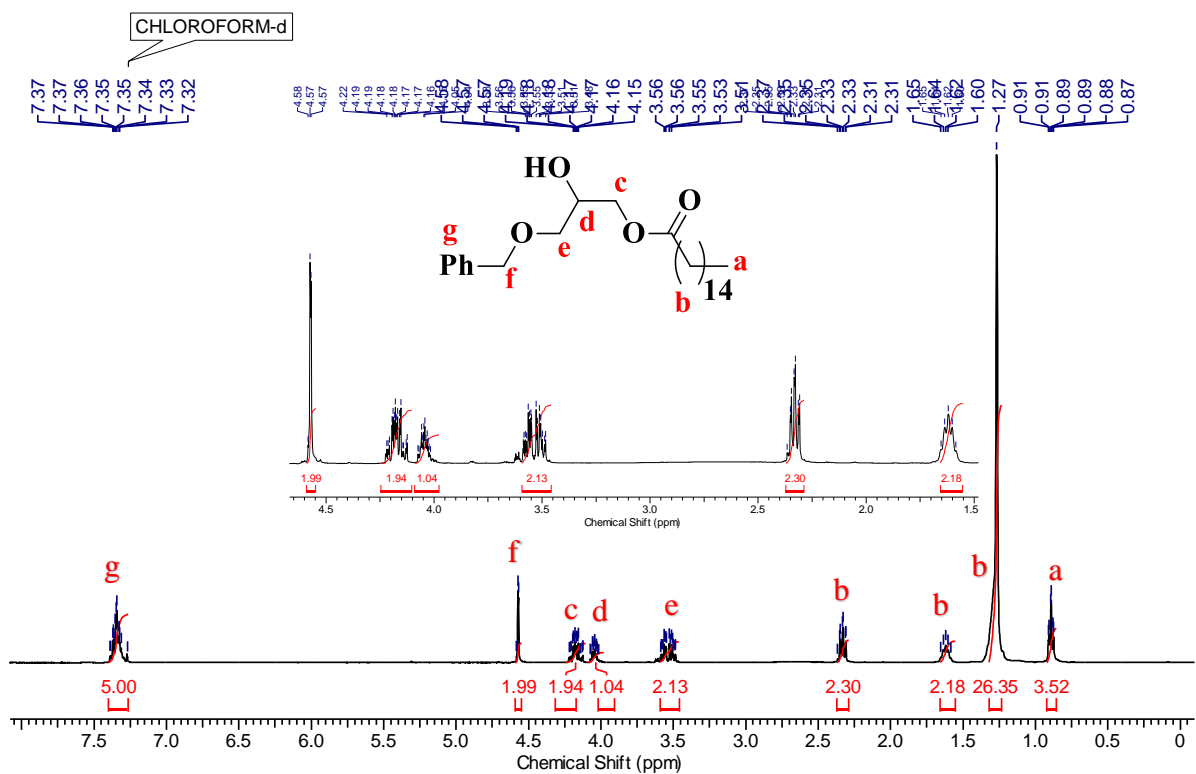 CHLOROFORM-d
7.37 7.37 7.36 7.35 7.35 7.34 7.33 7.32
4.58 4.57 4.57
4.22 4.19 4.19 4.18 4.18 4.17 4.17 4.16
4.16 4.15 3.56 3.56 3.55 3.53 3.51
2.33 2.33 2.31 2.31 1.65 1.64 1.62 1.60 1.27 0.91 0.91 0.89 0.89 0.88 0.87
HO
c
O
d
g
O
O
e
a
Ph
f
14
b
1.99 1.94 1.04 2.13 2.30 2.18
4.5 4.0 3.5 3.0 2.5 2.0 1.5
Chemical Shift (ppm)
g f c d e b b b a
5.00 1.99 1.94 1.04 2.13 2.30 2.18 26.35 3.52
7.5 7.0 6.5 6.0 5.5 5.0 4.5 4.0 3.5 3.0 2.5 2.0 1.5 1.0 0.5 0
Chemical Shift (ppm)